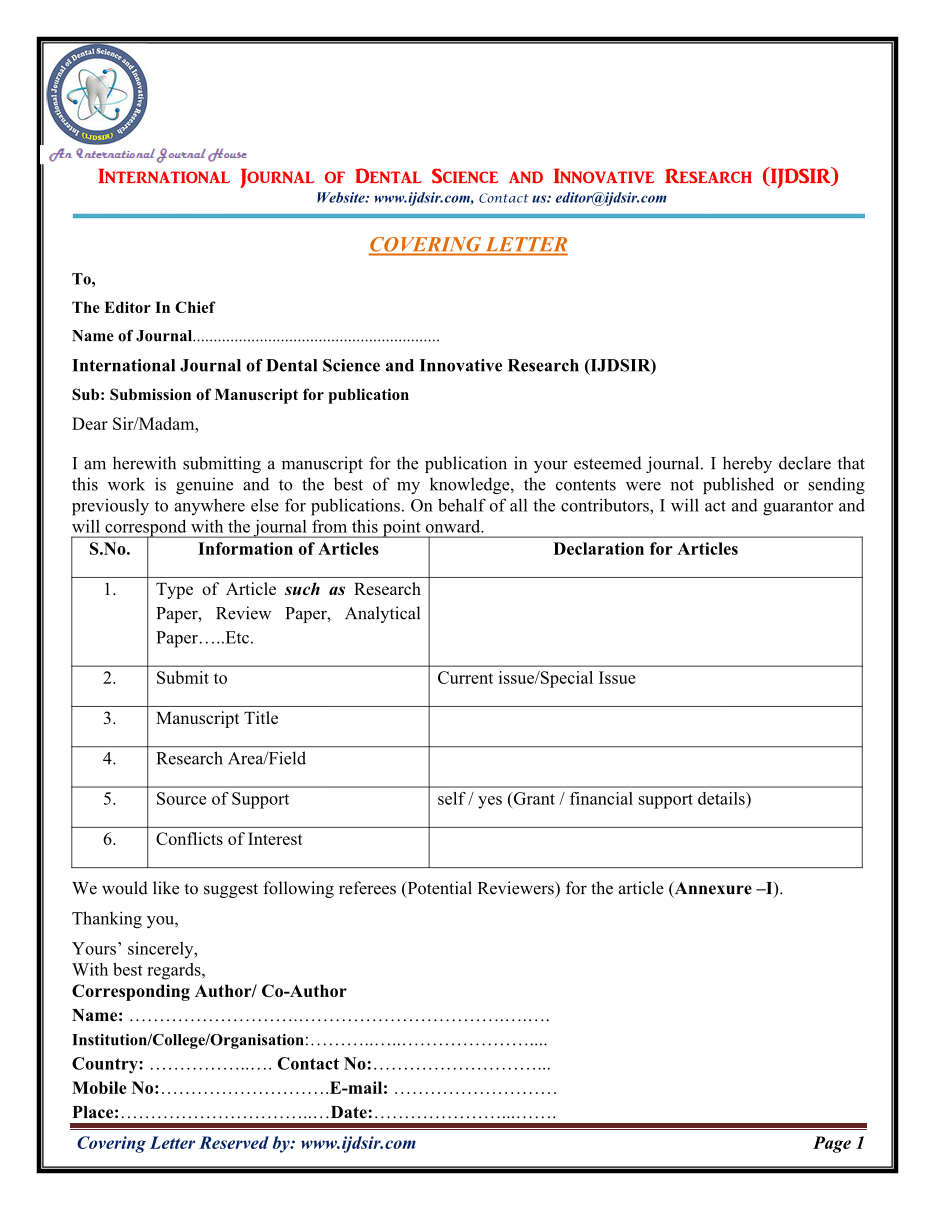 International Journal of Dental Science and Innovative Research
(IJDSIR)
An International Journal House
INTERNATIONAL JOURNAL OF DENTAL SCIENCE AND INNOVATIVE RESEARCH (IJDSIR)
Website: www.ijdsir.com, Contact us: editor@ijdsir.com
COVERING LETTER
To,
The Editor In Chief
Name of Journal...........................................................
International Journal of Dental Science and Innovative Research (IJDSIR)
Sub: Submission of Manuscript for publication
Dear Sir/Madam,
I am herewith submitting a manuscript for the publication in your esteemed journal. I hereby declare that
this work is genuine and to the best of my knowledge, the contents were not published or sending
previously to anywhere else for publications. On behalf of all the contributors, I will act and guarantor and
will correspond with the journal from this point onward.
S.No. Information of Articles Declaration for Articles
1. Type of Article such as Research
Paper, Review Paper, Analytical
Paper…..Etc.
2. Submit to Current issue/Special Issue
3. Manuscript Title
4. Research Area/Field
5. Source of Support self / yes (Grant / financial support details)
6. Conflicts of Interest
We would like to suggest following referees (Potential Reviewers) for the article (Annexure –I).
Thanking you,
Yours’ sincerely,
With best regards,
Corresponding Author/ Co-Author
Name: ……………………….…………………………….….….
Institution/College/Organisation:………..…..…………………....
Country: ……………..…. Contact No:………………………...
Mobile No:……………………….E-mail: ………………………
Place:…………………………..…Date:…………………...…….
Covering Letter Reserved by: www.ijdsir.com Page 1